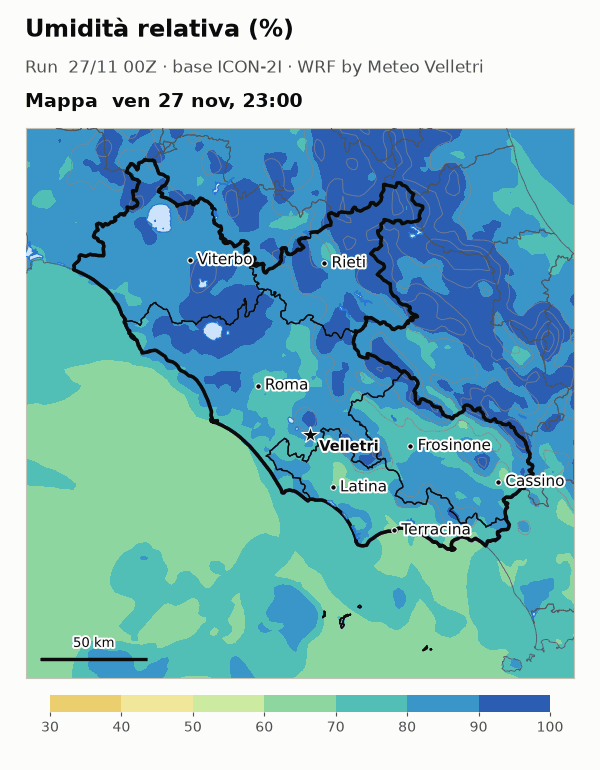 Umidità relativa (%)
Run  27/11 00Z · base ICON-2I · WRF by Meteo Velletri
Mappa  ven 27 nov, 23:00
Viterbo
Rieti
Roma
Velletri
Frosinone
Cassino
Latina
Terracina
50 km
30 40 50 60 70 80 90 100